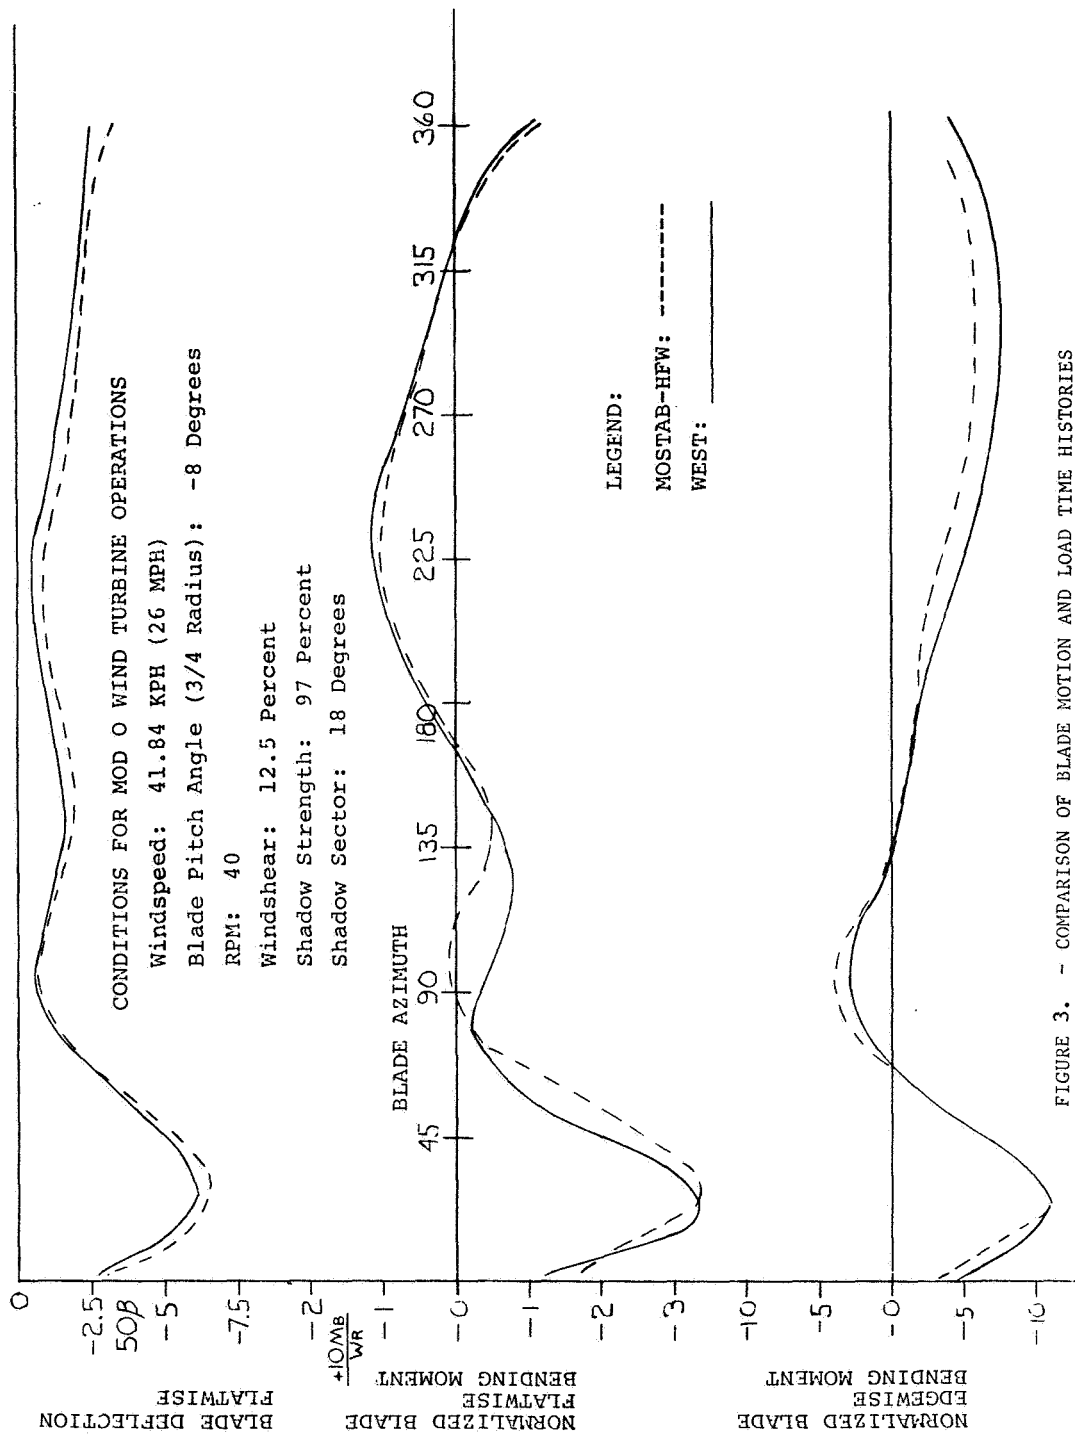 BLADE DEFLECTION
FLATWISE
0
-2.5
50β
-5
-7.5
CONDITIONS FOR MOD O WIND TURBINE OPERATIONS
Windspeed: 41.84 KPH (26 MPH)
Blade Pitch Angle (3/4 Radius): -8 Degrees
RPM: 40
Windshear: 12.5 Percent
Shadow Strength: 97 Percent
Shadow Sector: 18 Degrees
NORMALIZED BLADE
FLATWISE
BENDING MOMENT
+10MB
WR
2
1
0
-1
-2
-3
BLADE AZIMUTH
45 90 135 180 225 270 315 360
LEGEND:
MOSTAB-HFW: --------
WEST:
NORMALIZED BLADE
EDGEWISE
BENDING MOMENT
10
5
0
-5
-10
FIGURE 3. - COMPARISON OF BLADE MOTION AND LOAD TIME HISTORIES